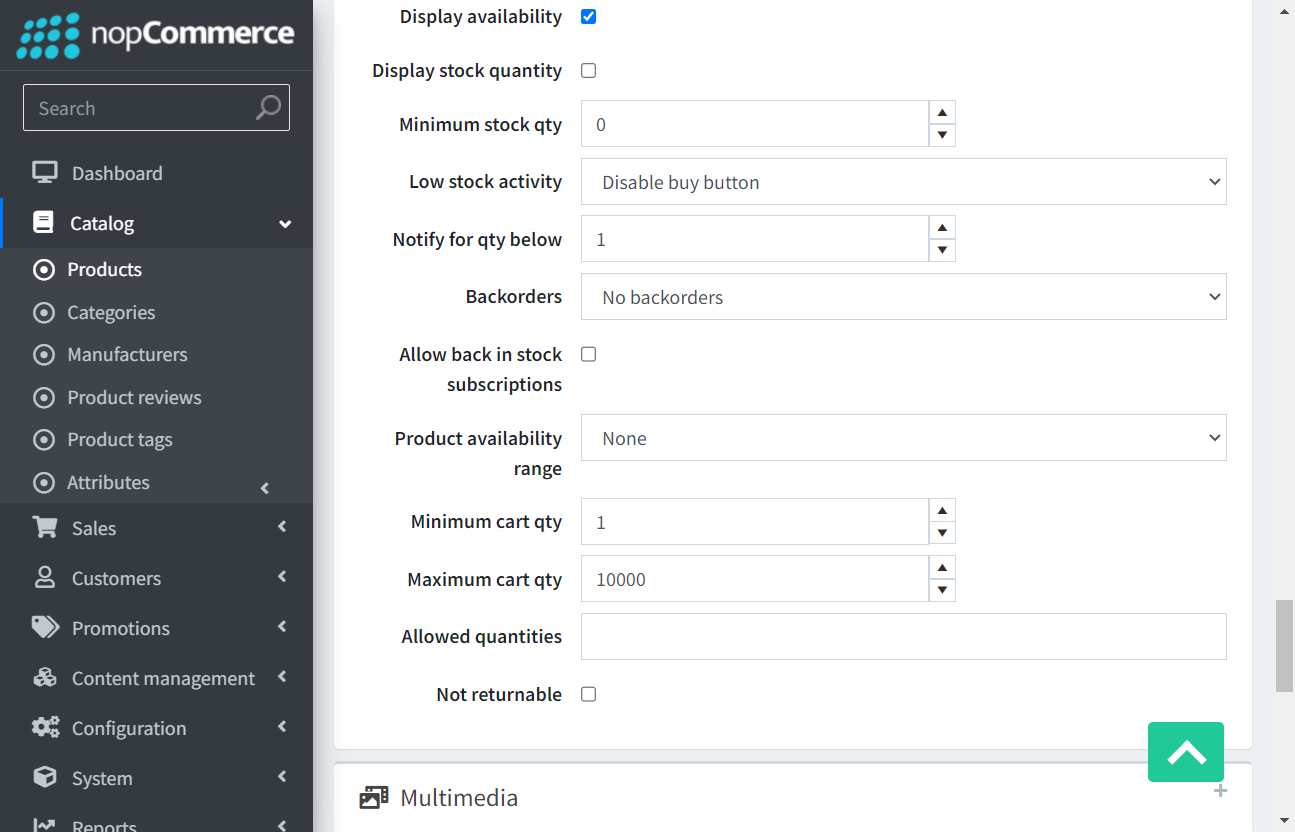 nopCommerce
Search
Dashboard
Catalog
Products
Categories
Manufacturers
Product reviews
Product tags
Attributes
Sales
Customers
Promotions
Content management
Configuration
System
Reports
Display availability
Display stock quantity
Minimum stock qty
0
Low stock activity
Disable buy button
Notify for qty below
1
Backorders
No backorders
Allow back in stock
subscriptions
Product availability
range
None
Minimum cart qty
1
Maximum cart qty
10000
Allowed quantities
Not returnable
Multimedia